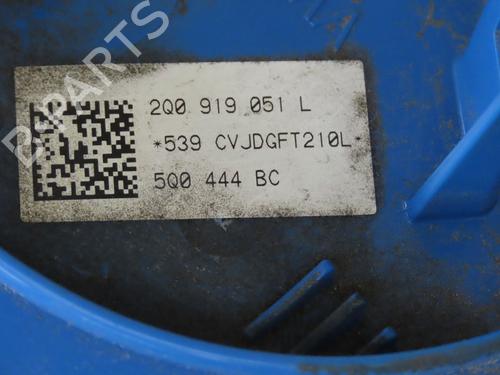 B-PARTS
2Q0 919 051 L
*539 CVJDGFT210L*
5Q0 444 BC